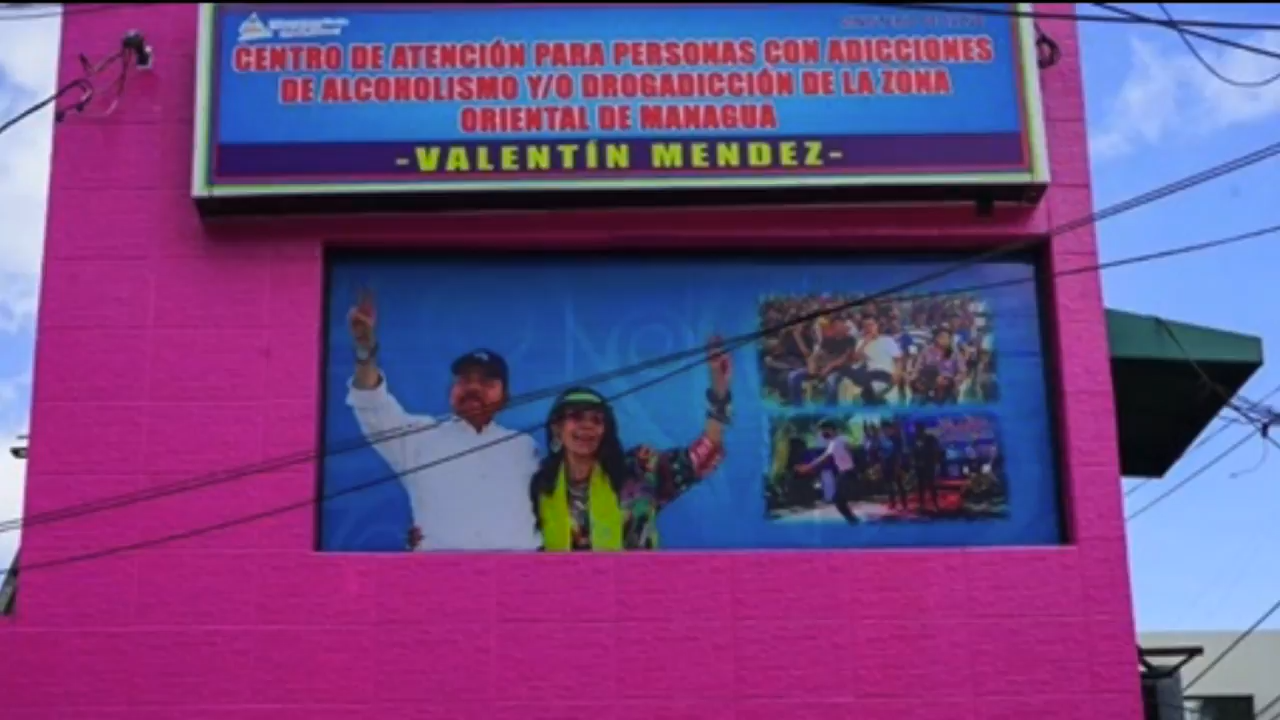 CENTRO DE ATENCIÓN PARA PERSONAS CON ADICCIONES
DE ALCOHOLISMO Y/O DROGADICCIÓN DE LA ZONA
ORIENTAL DE MANAGUA
-VALENTÍN MENDEZ-